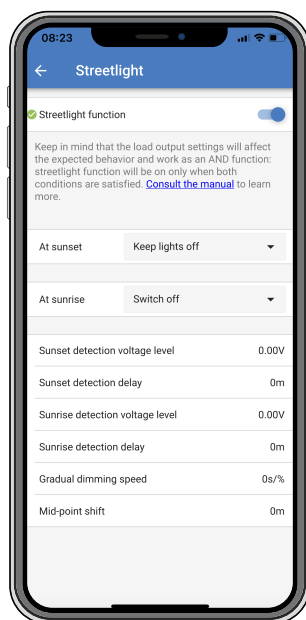 08:23
Streetlight
Streetlight function
Keep in mind that the load output settings will affect
the expected behavior and work as an AND function:
streetlight function will be on only when both
conditions are satisfied. Consult the manual to learn
more.
At sunset Keep lights off
At sunrise Switch off
Sunset detection voltage level 0.00V
Sunset detection delay 0m
Sunrise detection voltage level 0.00V
Sunrise detection delay 0m
Gradual dimming speed 0s/%
Mid-point shift 0m